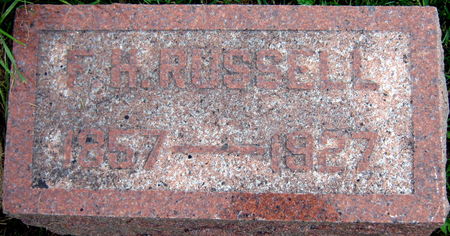 F. H. RUSSELL
1857 — 1927